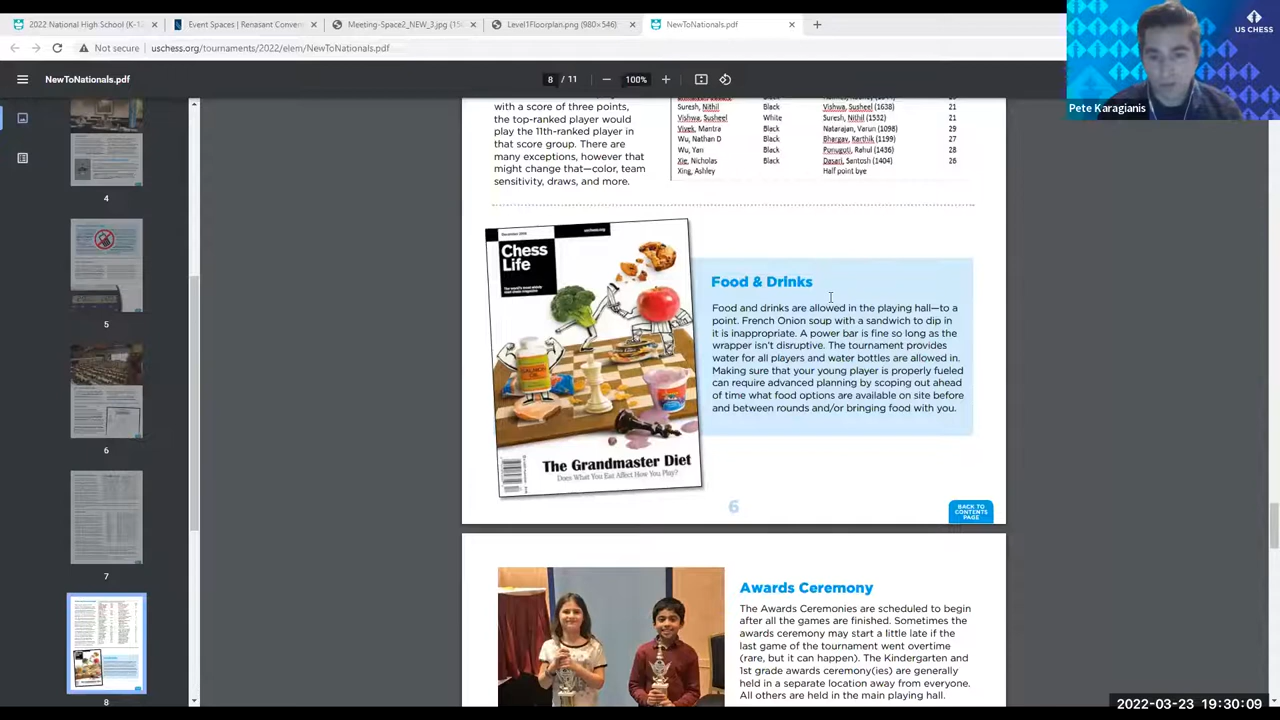 2022 National High School (K-12
Event Spaces | Renasant Conven
Meeting-Space2_NEW_3.jpg (15
Level1Floorplan.png (980×546)
NewToNationals.pdf
US CHESS
Not secure
uschess.org/tournaments/2022/elem/NewToNationals.pdf
NewToNationals.pdf
8 / 11
100%
Pete Karagianis
with a score of three points,
the top-ranked player would
play the 11th-ranked player in
that score group. There are
many exceptions, however that
might change that—color, team
sensitivity, draws, and more.
Suresh, Nithil Black Vishwa, Susheel (1638) 21
Vishwa, Susheel White Suresh, Nithil (1532) 21
Vivek, Mantra Black Natarajan, Varun (1098) 29
Wu, Nathan D Black Bhargav, Karthik (1199) 27
Wu, Yan Black Ponugoti, Rahul (1436) 28
Xie, Nicholas Black Dasari, Santosh (1404) 26
Xing, Ashley Half point bye
uschess.org
Chess
Life
The Grandmaster Diet
Does What You Eat Affect How You Play?
Food & Drinks
Food and drinks are allowed in the playing hall—to a
point. French Onion soup with a sandwich to dip in
it is inappropriate. A power bar is fine so long as the
wrapper isn't disruptive. The tournament provides
water for all players and water bottles are allowed in.
Making sure that your young player is properly fueled
can require advanced planning by scoping out ahead
of time what food options are available on site before
and between rounds and/or bringing food with you.
6
BACK TO
CONTENTS
PAGE
Awards Ceremony
The Awards Ceremonies are scheduled to begin
after all the games are finished. Sometimes the
awards ceremony may start a little late if the
last game of the tournament went overtime
(rare, but it can happen). The Kindergarten and
1st grade awards ceremony(ies) are generally
held in a separate location away from everyone.
All others are held in the main playing hall.
4
5
6
7
8
2022-03-23 19:30:09